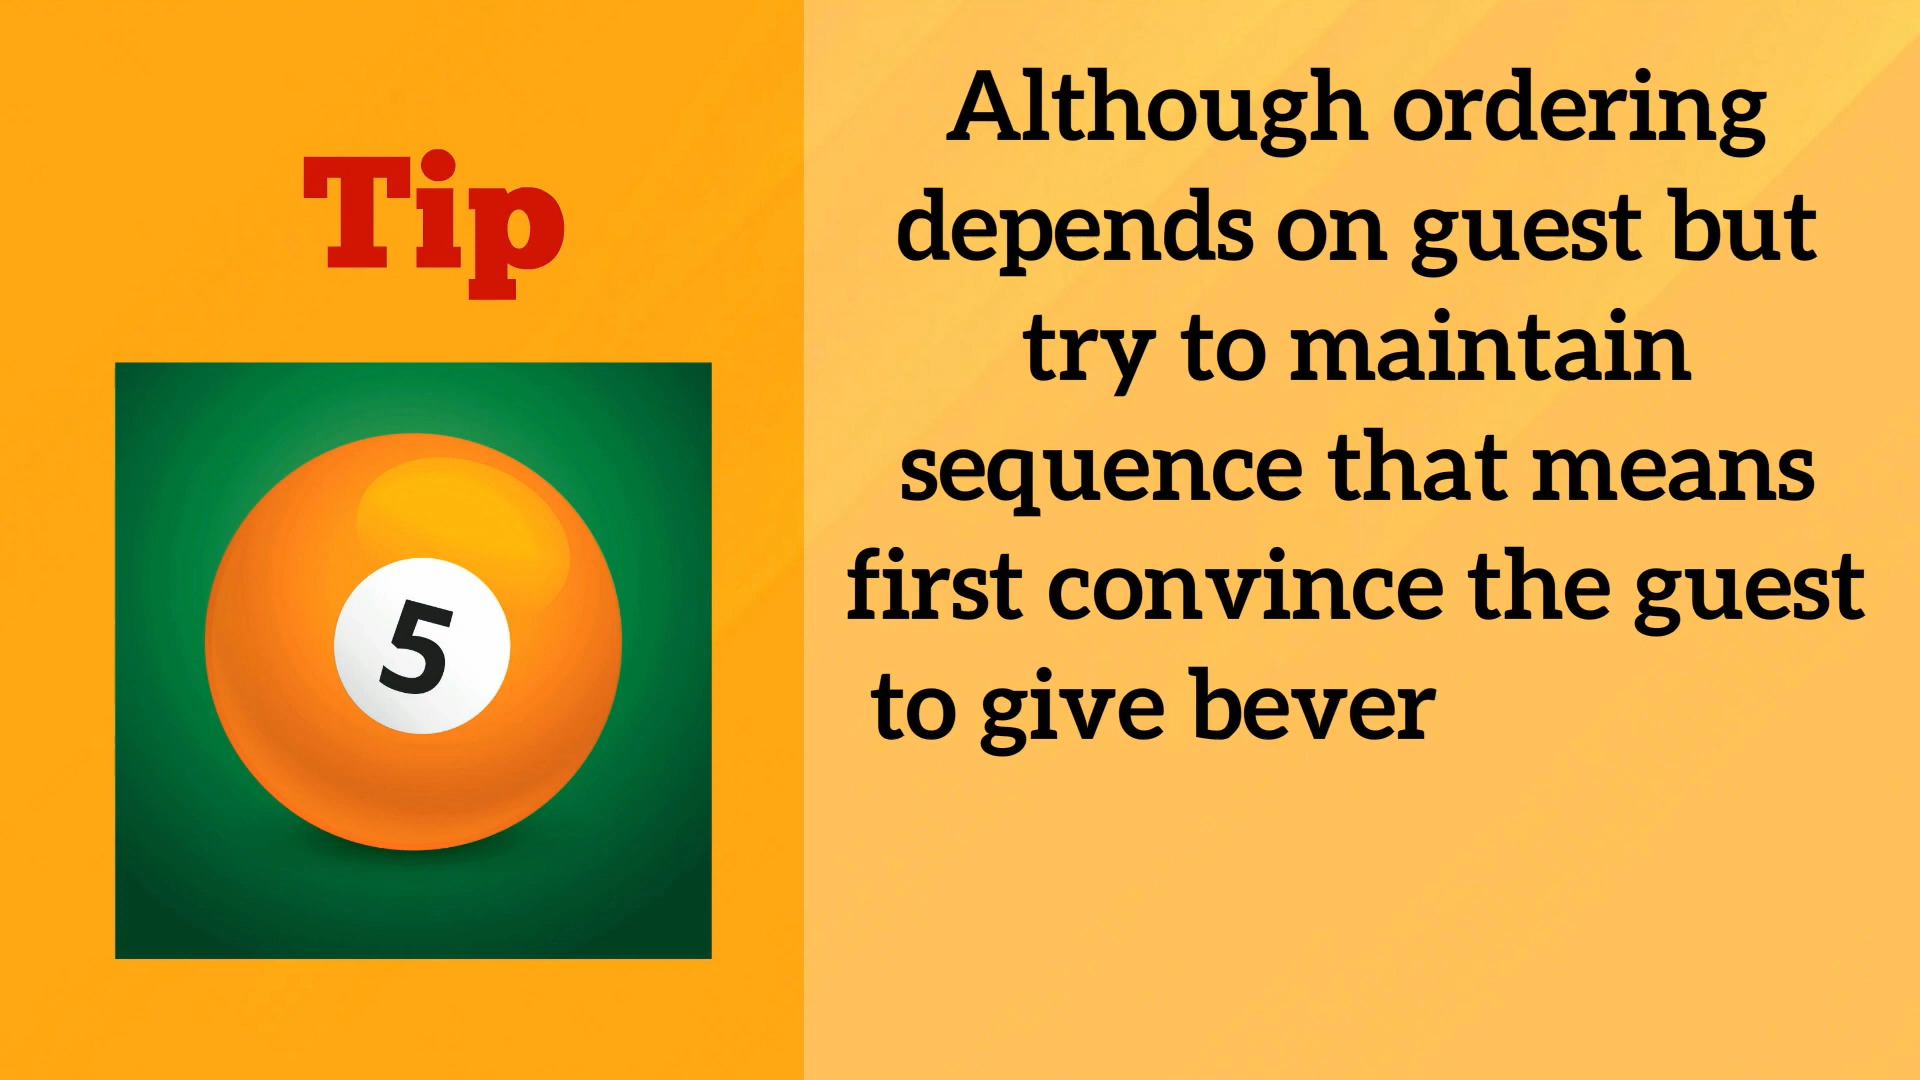 Tip
5
Although ordering
depends on guest but
try to maintain
sequence that means
first convince the guest
to give bever